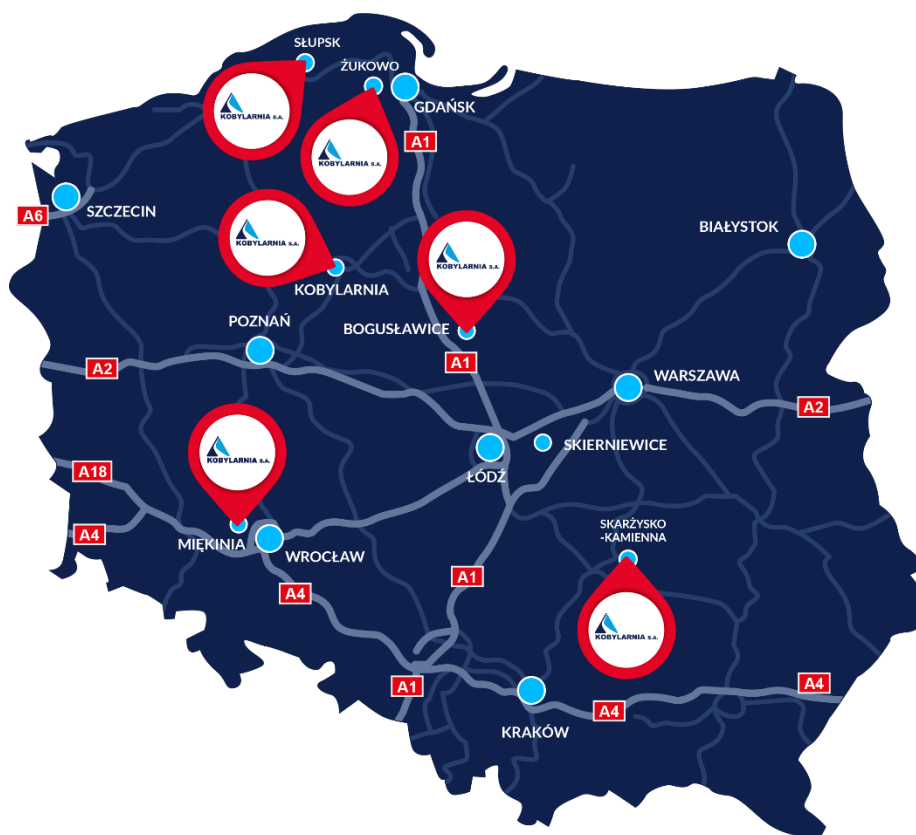 SŁUPSK
ŻUKOWO
KOBYLARNIA S.A.
GDAŃSK
A1
KOBYLARNIA S.A.
SZCZECIN
A6
BIAŁYSTOK
KOBYLARNIA S.A.
KOBYLARNIA S.A.
KOBYLARNIA
POZNAŃ
BOGUSŁAWICE
A1
A2
WARSZAWA
A2
SKIERNIEWICE
KOBYLARNIA S.A.
A18
ŁÓDŹ
SKARŻYSKO
-KAMIENNA
A4
MIĘKINIA
WROCŁAW
A1
A4
KOBYLARNIA S.A.
A1
A4
A4
KRAKÓW